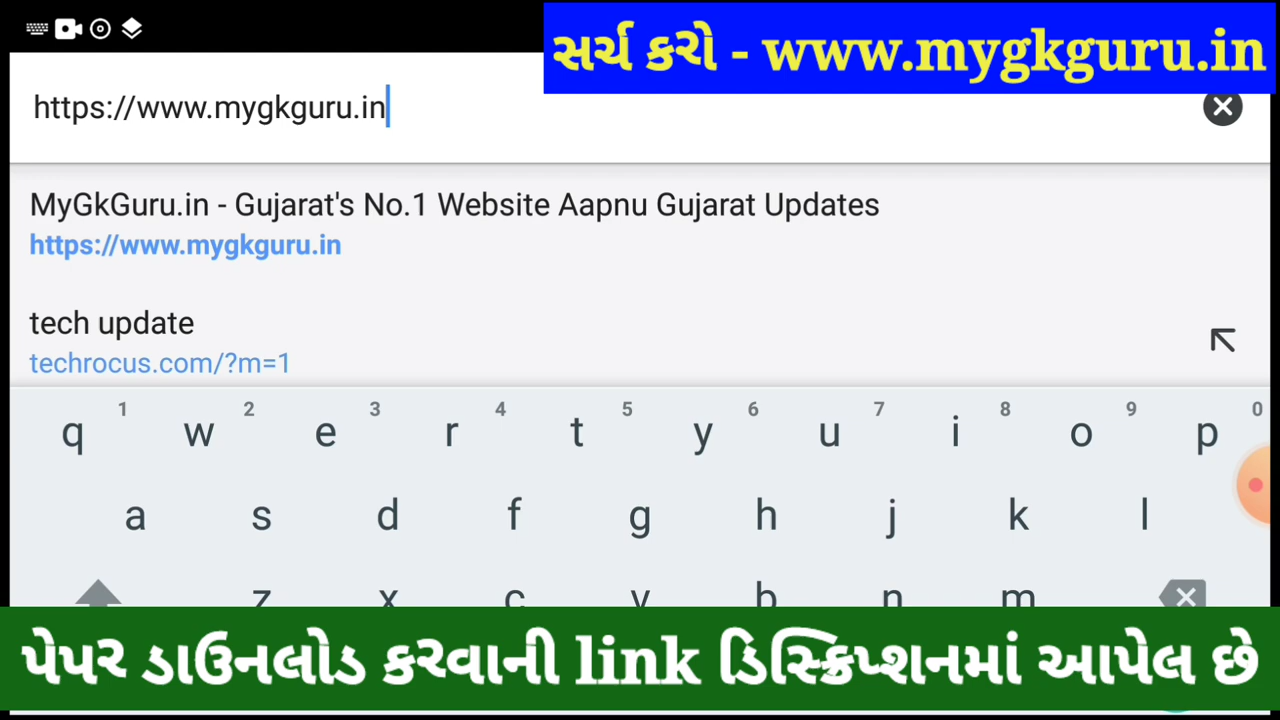 સર્ચ કરો - www.mygkguru.in
https://www.mygkguru.in
MyGkGuru.in - Gujarat's No.1 Website Aapnu Gujarat Updates
https://www.mygkguru.in
tech update
techrocus.com/?m=1
1 2 3 4 5 6 7 8 9 0
q w e r t y u i o p
a s d f g h j k l
z x c v b n m
પેપર ડાઉનલોડ કરવાની link ડિસ્ક્રિપ્શનમાં આપેલ છે